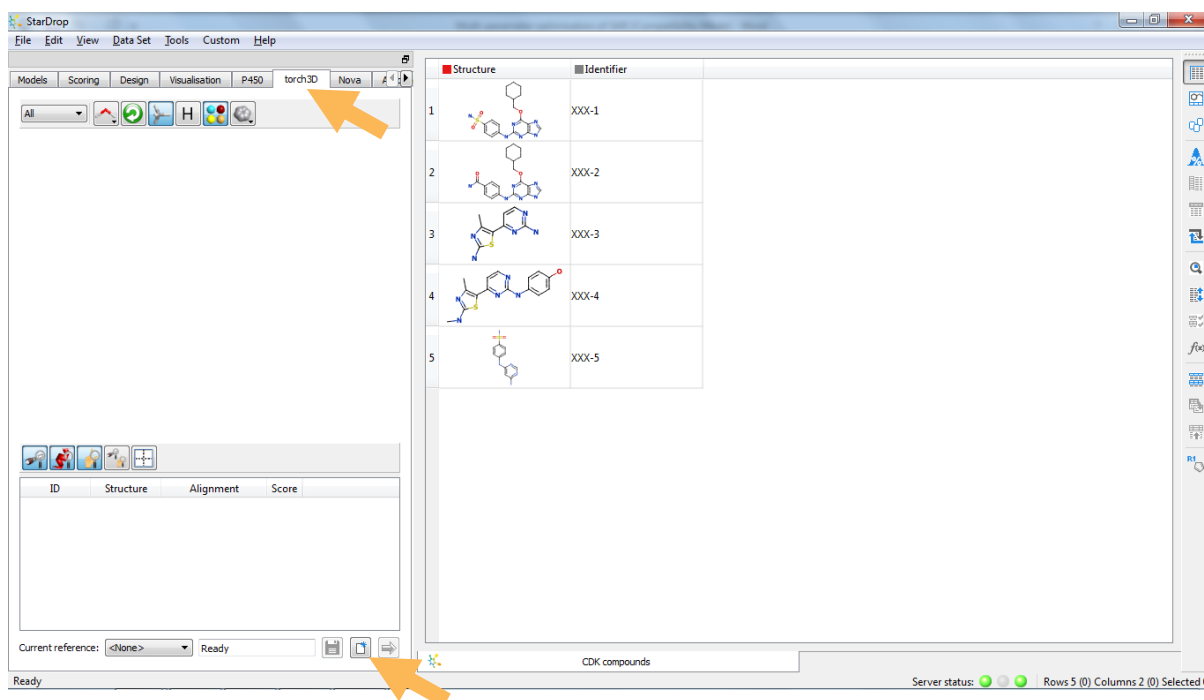 StarDrop
File Edit View Data Set Tools Custom Help
Models Scoring Design Visualisation P450 torch3D Nova
All
H
ID Structure Alignment Score
Current reference: <None> Ready
Ready
Structure Identifier
1 XXX-1
2 XXX-2
3 XXX-3
4 XXX-4
5 XXX-5
CDK compounds
Server status: Rows 5 (0) Columns 2 (0) Selected
f(x)
R1